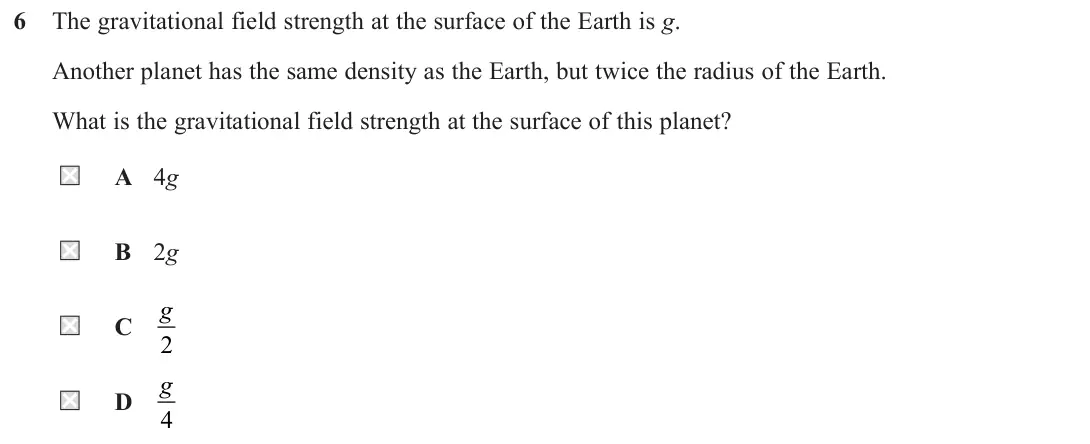 6 The gravitational field strength at the surface of the Earth is g.
Another planet has the same density as the Earth, but twice the radius of the Earth.
What is the gravitational field strength at the surface of this planet?
A 4g
B 2g
C g/2
D g/4